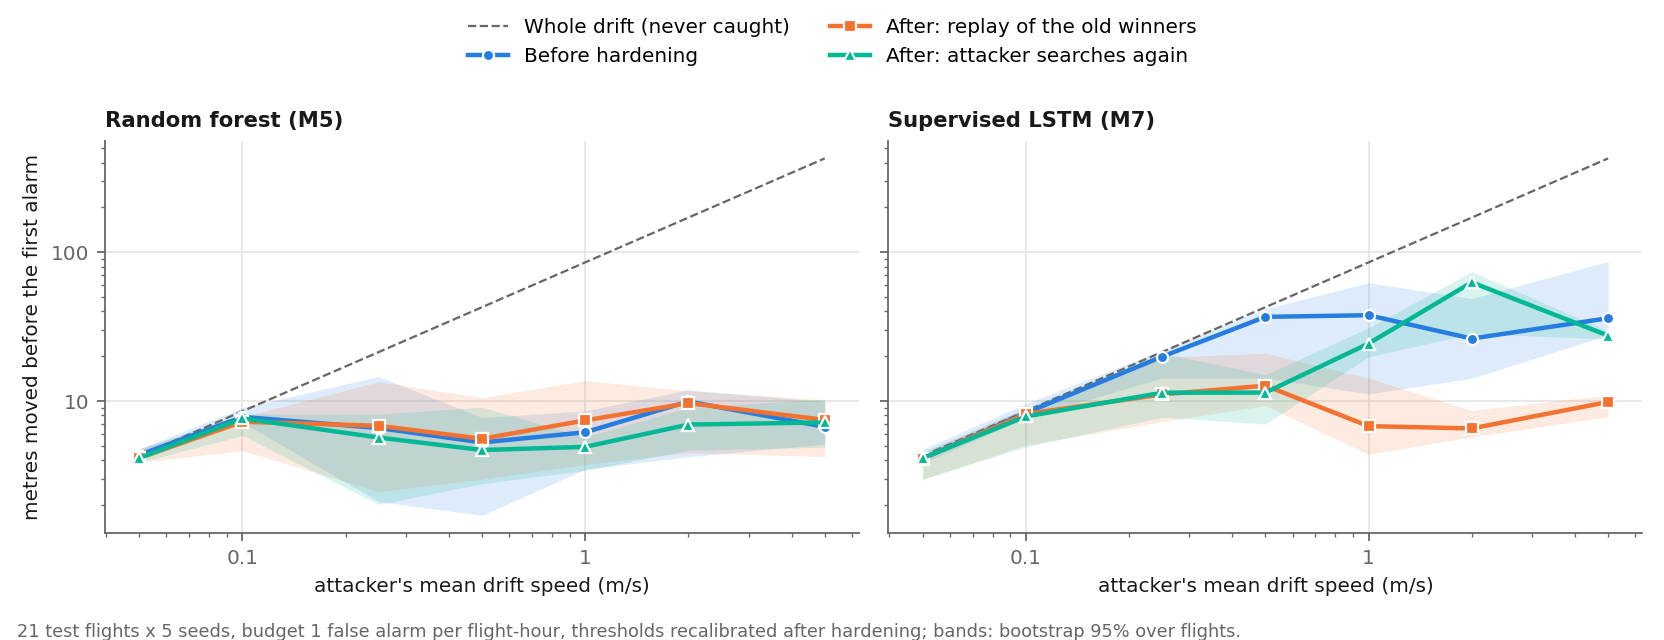 Whole drift (never caught)
Before hardening
After: replay of the old winners
After: attacker searches again
Random forest (M5)
Supervised LSTM (M7)
metres moved before the first alarm
100
10
0.1
1
0.1
1
attacker's mean drift speed (m/s)
attacker's mean drift speed (m/s)
21 test flights x 5 seeds, budget 1 false alarm per flight-hour, thresholds recalibrated after hardening; bands: bootstrap 95% over flights.